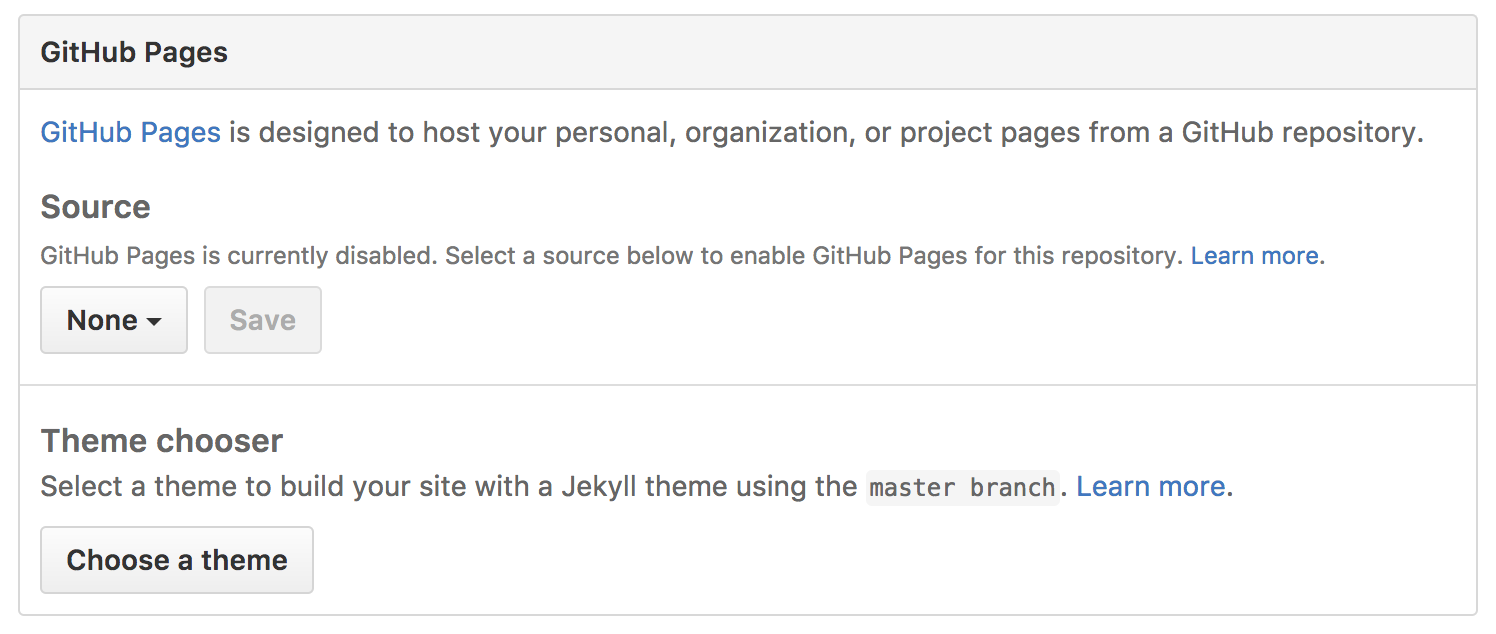 GitHub Pages
GitHub Pages is designed to host your personal, organization, or project pages from a GitHub repository.
Source
GitHub Pages is currently disabled. Select a source below to enable GitHub Pages for this repository. Learn more.
None Save
Theme chooser
Select a theme to build your site with a Jekyll theme using the master branch. Learn more.
Choose a theme